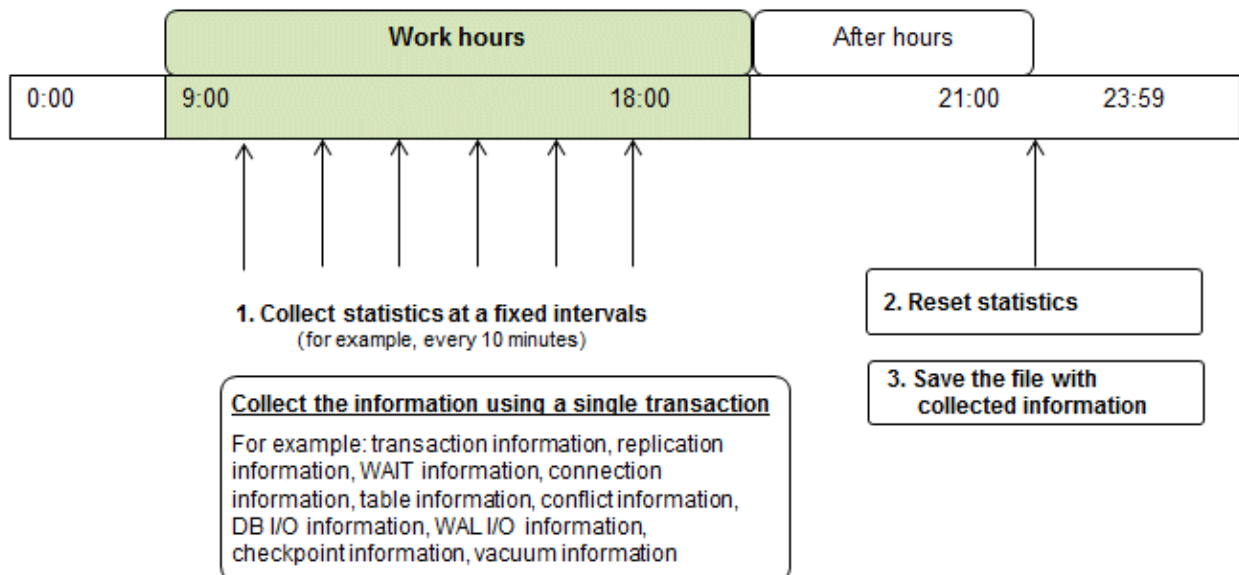 Work hours
After hours
0:00
9:00
18:00
21:00
23:59
1. Collect statistics at a fixed intervals
(for example, every 10 minutes)
Collect the information using a single transaction
For example: transaction information, replication
information, WAIT information, connection
information, table information, conflict information,
DB I/O information, WAL I/O information,
checkpoint information, vacuum information
2. Reset statistics
3. Save the file with
collected information